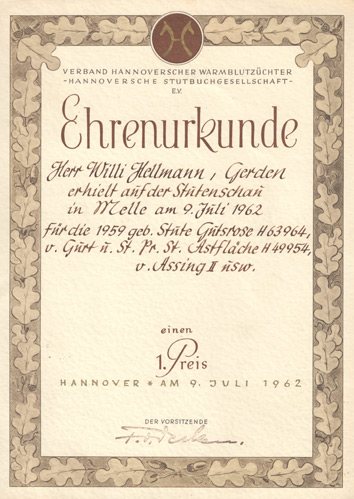 VERBAND HANNOVERSCHER WARMBLUTZÜCHTER
-HANNOVERSCHE STUTBUCHGESELLSCHAFT-
E.V.
Ehrenurkunde
Herr Willi Hellmann, Gerden
erhielt auf der Stutenschau
in Melle am 9. Juli 1962
für die 1959 geb. Stute Gutsrose H 63964,
v. Gurt u. St. Pr. St. Astfläche H 49954,
v. Assing II usw.
einen
1. Preis
HANNOVER * AM 9. JULI 1962
DER VORSITZENDE